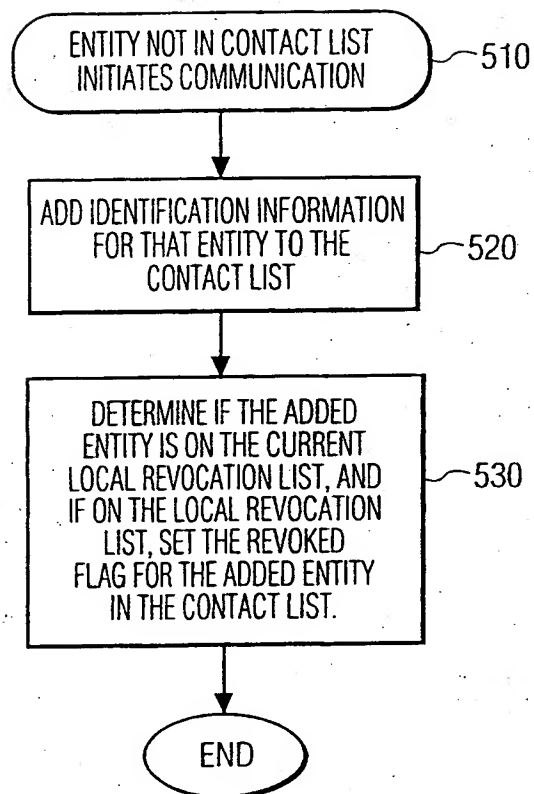 ENTITY NOT IN CONTACT LIST
INITIATES COMMUNICATION
510
ADD IDENTIFICATION INFORMATION
FOR THAT ENTITY TO THE
CONTACT LIST
520
DETERMINE IF THE ADDED
ENTITY IS ON THE CURRENT
LOCAL REVOCATION LIST, AND
IF ON THE LOCAL REVOCATION
LIST, SET THE REVOKED
FLAG FOR THE ADDED ENTITY
IN THE CONTACT LIST.
530
END